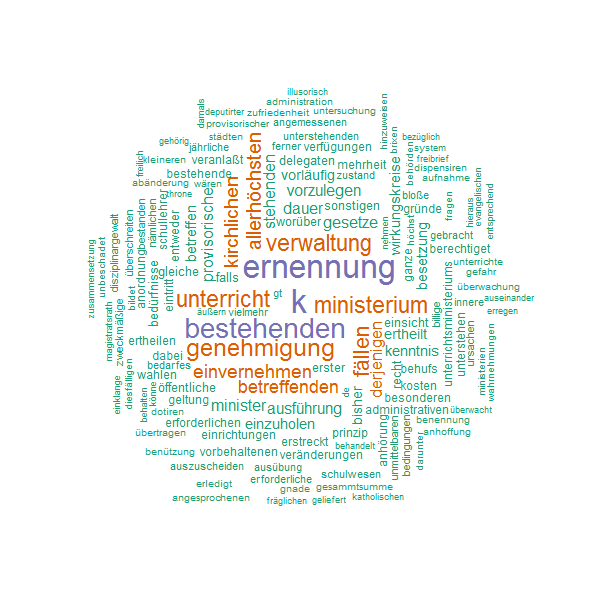 illusorisch
administration
deputirter zufriedenheit untersuchung
damals
provisorischer angemessenen
hinzuweisen
gehörig
städten
unterstehenden
bezüglich
jährliche
ferner verfügungen
brixen
system
freilich
kleineren
veranlaßt
allerhöchsten
delegaten mehrheit
behörden
freibrief
abänderung
bestehende
stehenden
vorläufig zustand
wirkungskreise
dispensiren
aufnahme
throne
wären
kirchlichen
vorzulegen
bloße
evangelischen
entsprechend
schullehrer
nämlichen
betreffen
provisorische
dauer sonstigen
gründe
fragen
hieraus
worüber gesetze
nehmen
höchst
überschreiten
bestanden
entweder
verwaltung
besetzung
gebracht
disziplinargewalt
anordnung
ganze
berechtiget
unbeschadet
zusammensetzung
gleiche
falls
ernennung
unterrichte
gefahr
bildet
bedürfnisse
eintritt
unterricht
gt
k
ministerium
billige
innere
überwachung
auseinander
zweckmäßige
magistratsrath
äußern vielmehr
unterrichtsministeriums
erregen
bestehenden
fällen
einsicht
ertheilt
unterstehen
ursachen
ertheilen
genehmigung
derjenigen
kenntnis
ministerien
wahrnehmungen
diesfälligen
dabei
bedarfes
einvernehmen
erster
recht
behufs
einklange
behalten
könne
wahlen
öffentliche
betreffenden
de
bisher
kosten
besonderen
dotiren
geltung
minister ausführung
administrativen
überwacht
erforderlichen
einzuholen
benennung
übertragen
einrichtungen
erstreckt
prinzip
anhörung
unmittelbaren
bedingungen
darunter
anhoffung
benützung
vorbehaltenen
veränderungen
behandelt
auszuscheiden
ausübung
schulwesen
erledigt
erforderliche
gnade
gesammtsumme
angesprochenen
fräglichen
geliefert
katholischen